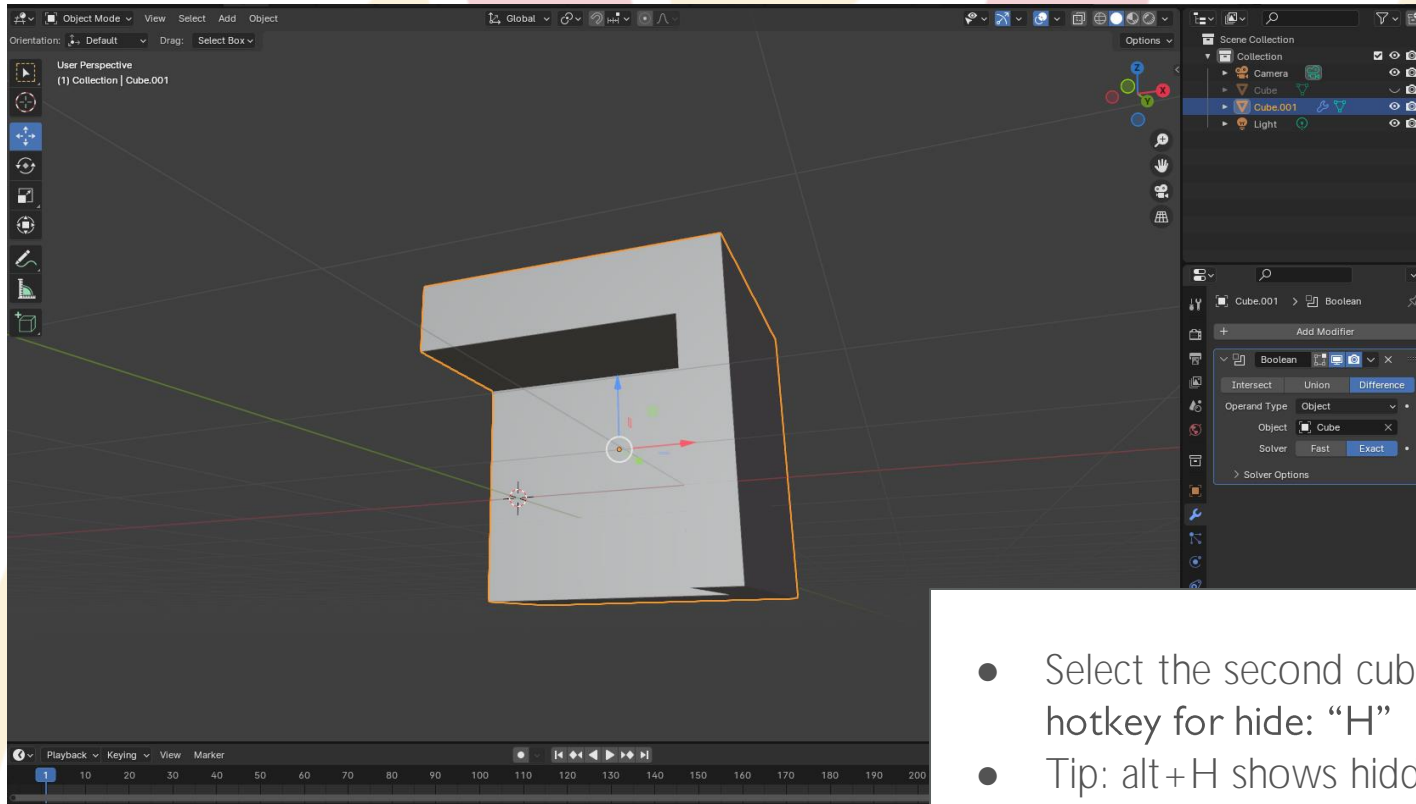 Object Mode View Select Add Object Global
Orientation: Default Drag: Select Box Options
User Perspective
(1) Collection | Cube.001
Z
X
Y
Scene Collection
Collection
Camera
Cube
Cube.001
Light
Cube.001 > Boolean
+ Add Modifier
Boolean
Intersect Union Difference
Operand Type Object
Object Cube
Solver Fast Exact
> Solver Options
Playback Keying View Marker
1 10 20 30 40 50 60 70 80 90 100 110 120 130 140 150 160 170 180 190 200
● Select the second cub
hotkey for hide: “H”
● Tip: alt+H shows hidd